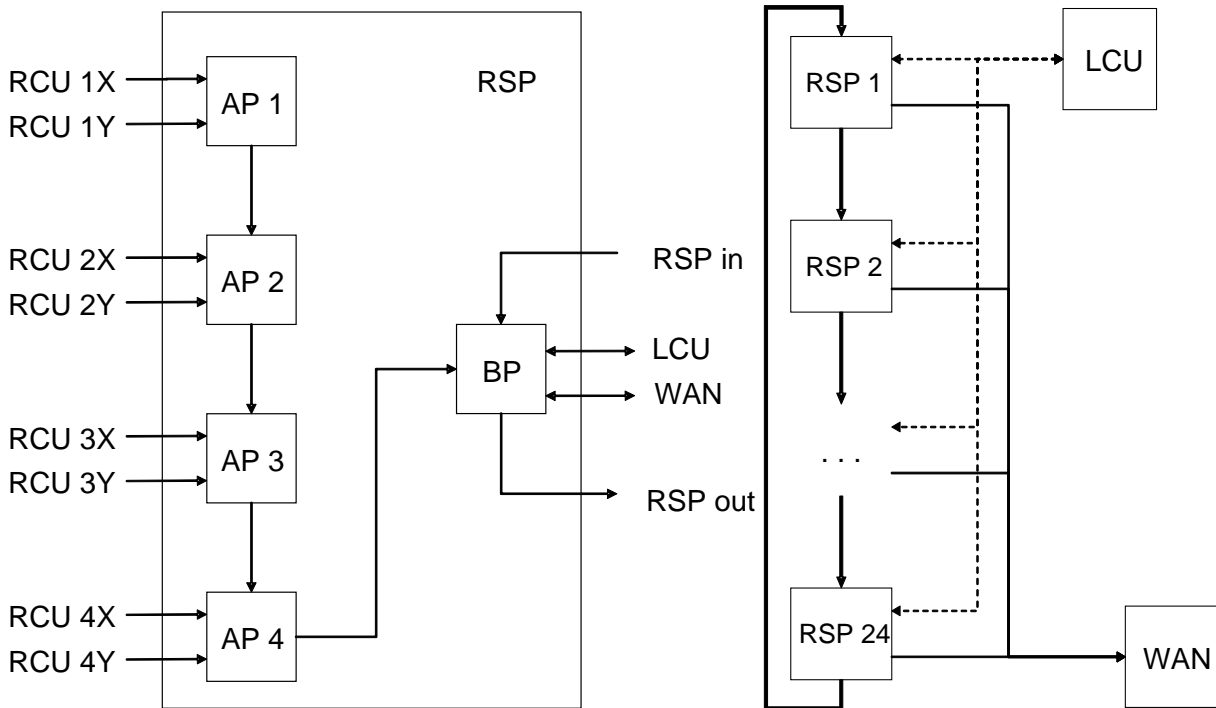 RSP
RCU 1X
RCU 1Y
AP 1
RCU 2X
RCU 2Y
AP 2
RCU 3X
RCU 3Y
AP 3
RCU 4X
RCU 4Y
AP 4
BP
RSP in
LCU
WAN
RSP out
RSP 1
RSP 2
. . .
RSP 24
LCU
WAN